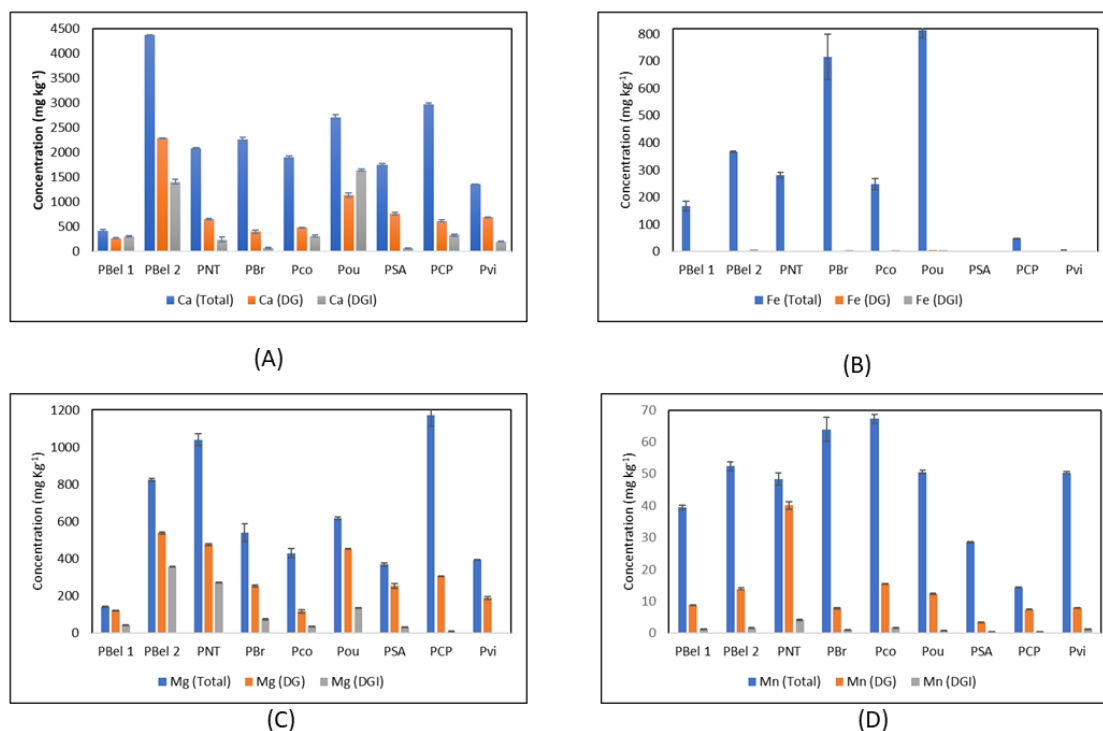 Concentration (mg kg⁻¹)
4500
4000
3500
3000
2500
2000
1500
1000
500
0
PBel 1 PBel 2 PNT PBr Pco Pou PSA PCP Pvi
Ca (Total) Ca (DG) Ca (DGI)
(A)
Concentration (mg kg⁻¹)
800
700
600
500
400
300
200
100
0
PBel 1 PBel 2 PNT PBr Pco Pou PSA PCP Pvi
Fe (Total) Fe (DG) Fe (DGI)
(B)
Concentration (mg Kg⁻¹)
1200
1000
800
600
400
200
0
PBel 1 PBel 2 PNT PBr Pco Pou PSA PCP Pvi
Mg (Total) Mg (DG) Mg (DGI)
(C)
Concentration (mg Kg⁻¹)
70
60
50
40
30
20
10
0
PBel 1 PBel 2 PNT PBr Pco Pou PSA PCP Pvi
Mn (Total) Mn (DG) Mn (DGI)
(D)